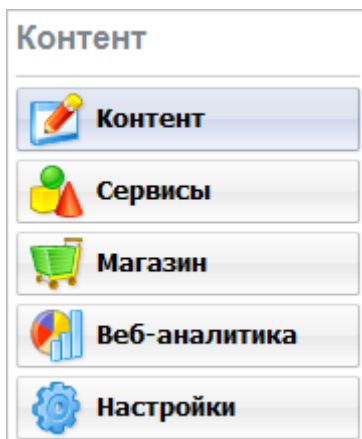 Контент
Контент
Сервисы
Магазин
Веб-аналитика
Настройки